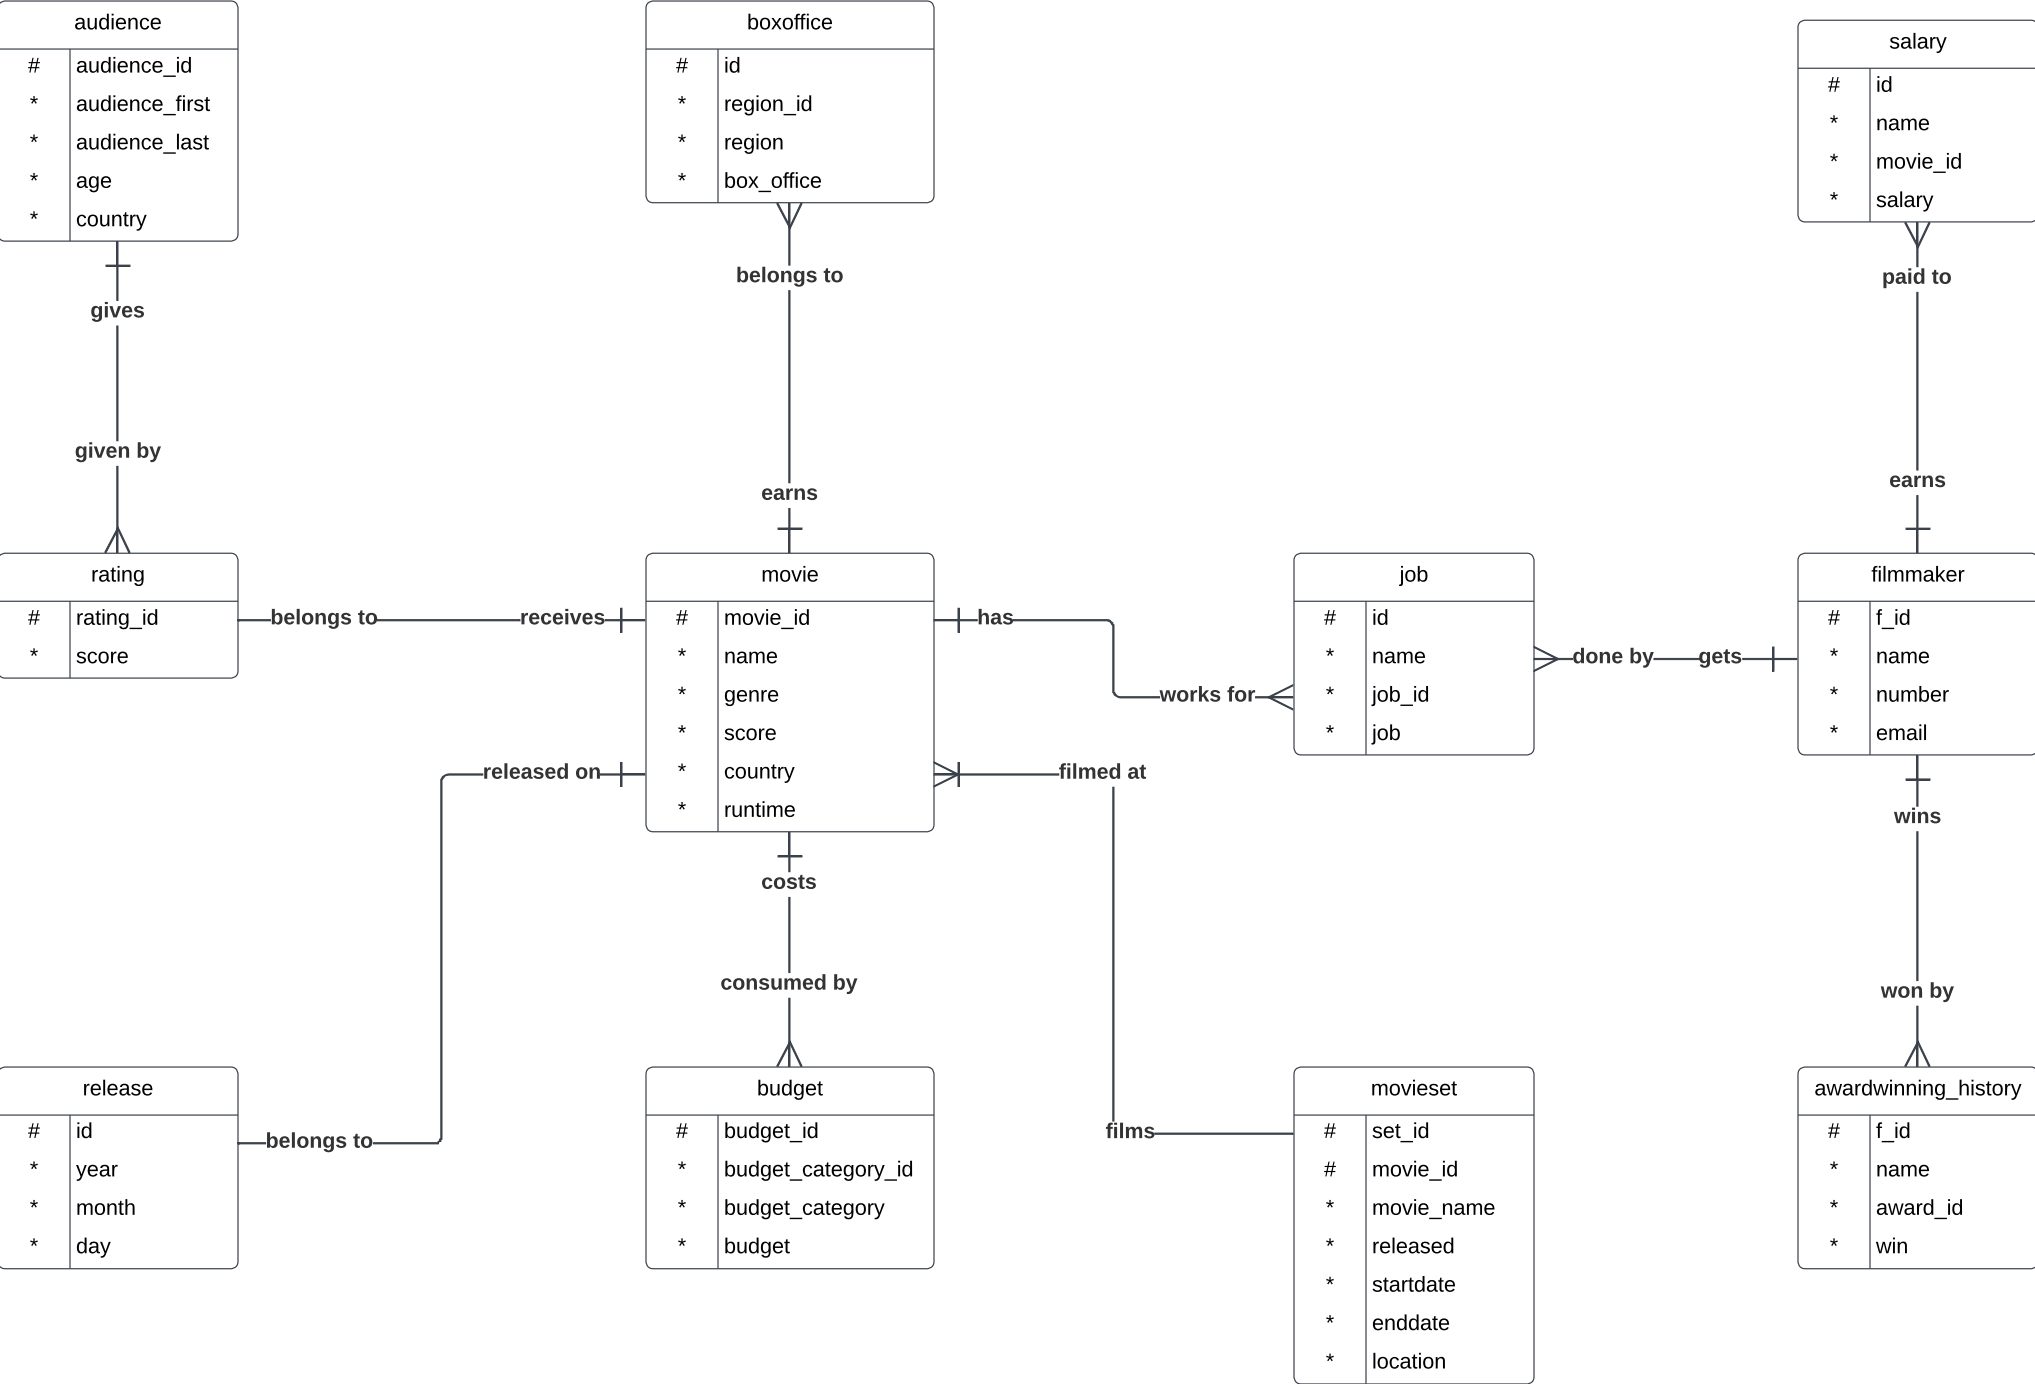 audience
# audience_id
* audience_first
* audience_last
* age
* country
boxoffice
# id
* region_id
* region
* box_office
salary
# id
* name
* movie_id
* salary
gives
given by
belongs to
earns
paid to
earns
rating
# rating_id
* score
belongs to
receives
movie
# movie_id
* name
* genre
* score
* country
* runtime
has
works for
job
# id
* name
* job_id
* job
done by
gets
filmmaker
# f_id
* name
* number
* email
released on
belongs to
costs
consumed by
filmed at
films
wins
won by
release
# id
* year
* month
* day
budget
# budget_id
* budget_category_id
* budget_category
* budget
movieset
# set_id
# movie_id
* movie_name
* released
* startdate
* enddate
* location
awardwinning_history
# f_id
* name
* award_id
* win